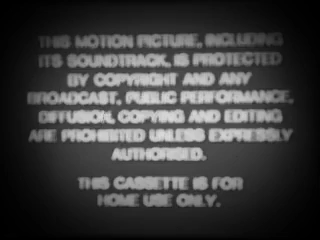 THIS MOTION PICTURE, INCLUDING
ITS SOUNDTRACK, IS PROTECTED
BY COPYRIGHT AND ANY
BROADCAST, PUBLIC PERFORMANCE,
DIFFUSION, COPYING AND EDITING
ARE PROHIBITED UNLESS EXPRESSLY
AUTHORISED.
THIS CASSETTE IS FOR
HOME USE ONLY.